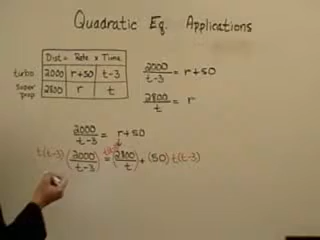 Quadratic Eq. Applications
Dist = Rate x Time
turbo 2000 r+50 t-3
Super prop 2800 r t
2000/t-3 = r+50
2800/t = r
2000/t-3 = r+50
t(t-3) (2000/t-3) = t(t-3) (2800/t) + (50) t(t-3)